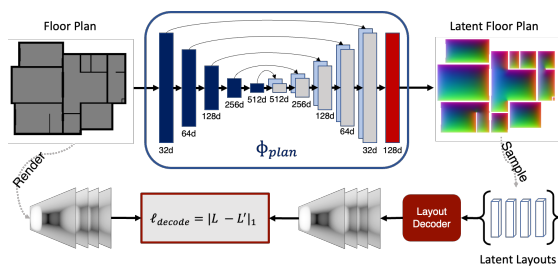 Floor Plan
Latent Floor Plan
32d
64d
128d
256d
512d
512d
256d
128d
64d
32d
128d
Φplan
Render
Sample
ℓdecode = |L − L'|1
Layout
Decoder
Latent Layouts